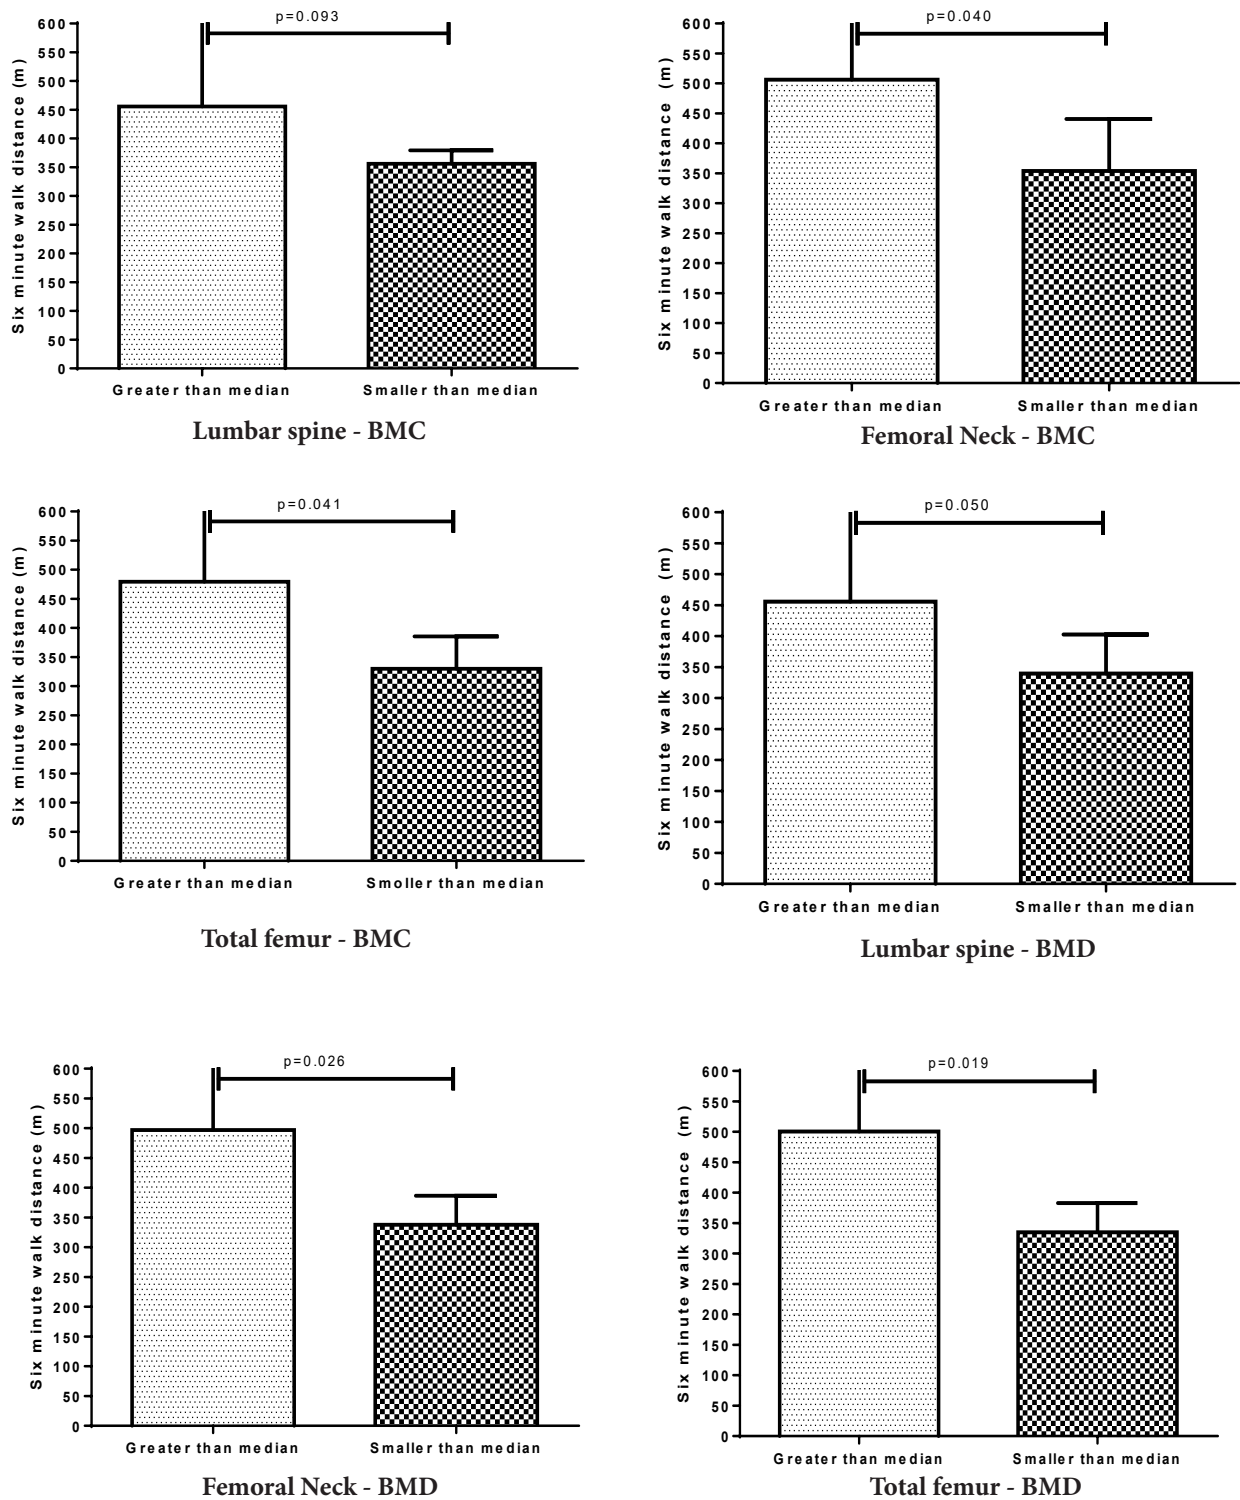 p=0.093
600
550
500
450
400
350
300
250
200
150
100
50
0
Six minute walk distance (m)
Greater than median
Smaller than median
Lumbar spine - BMC
p=0.040
600
550
500
450
400
350
300
250
200
150
100
50
0
Six minute walk distance (m)
Greater than median
Smaller than median
Femoral Neck - BMC
p=0.041
600
550
500
450
400
350
300
250
200
150
100
50
0
Six minute walk distance (m)
Greater than median
Smoller than median
Total femur - BMC
p=0.050
600
550
500
450
400
350
300
250
200
150
100
50
0
Six minute walk distance (m)
Greater than median
Smaller than median
Lumbar spine - BMD
p=0.026
600
550
500
450
400
350
300
250
200
150
100
50
0
Six minute walk distance (m)
Greater than median
Smaller than median
Femoral Neck - BMD
p=0.019
600
550
500
450
400
350
300
250
200
150
100
50
0
Six minute walk distance (m)
Greater than median
Smaller than median
Total femur - BMD